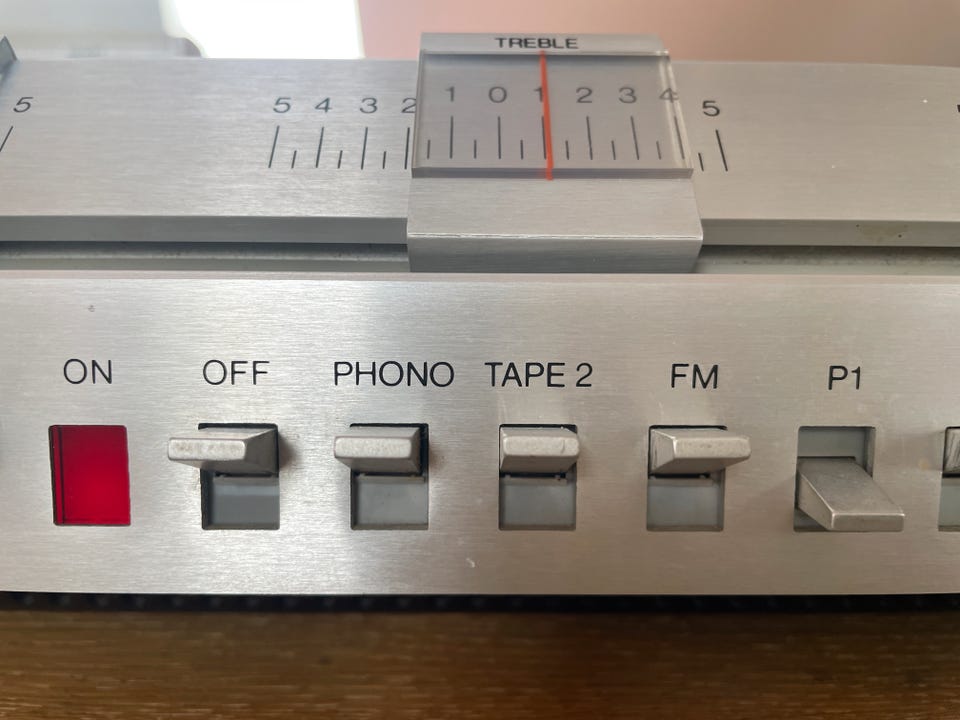 TREBLE
5 5 4 3 2 1 0 1 2 3 4 5
ON OFF PHONO TAPE 2 FM P1